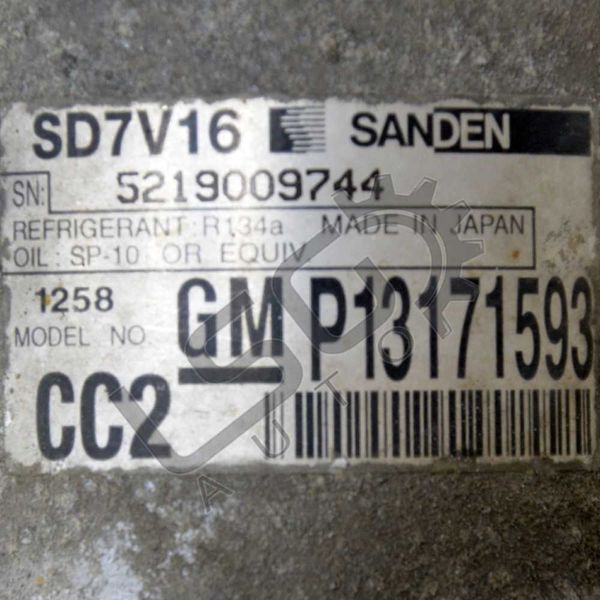 SD7V16 SANDEN
SN: 5219009744
REFRIGERANT : R134a MADE IN JAPAN
OIL : SP-10 OR EQUIV.
1258
MODEL NO.
GM P13171593
CC2
AUTO